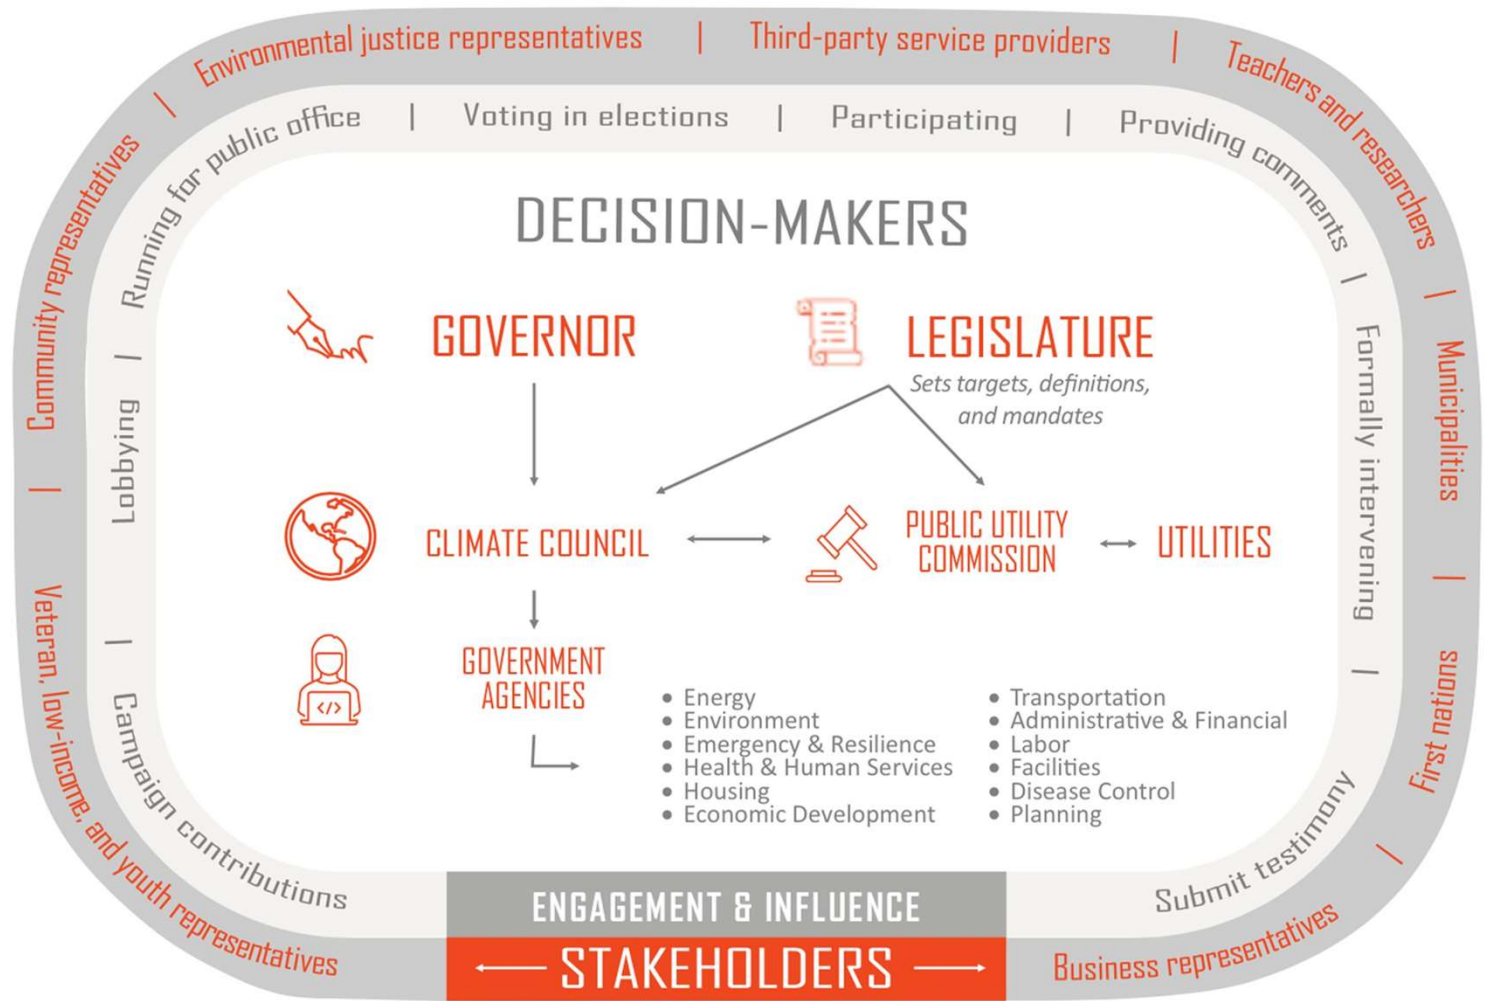 Environmental justice representatives | Third-party service providers | Teachers and researchers | Municipalities | First nations | Business representatives
Community representatives | Veteran, low-income, and youth representatives
Running for public office | Voting in elections | Participating | Providing comments | Formally intervening | Submit testimony
Lobbying | Campaign contributions
DECISION-MAKERS
GOVERNOR
LEGISLATURE
Sets targets, definitions,
and mandates
CLIMATE COUNCIL
PUBLIC UTILITY
COMMISSION
UTILITIES
</>
GOVERNMENT
AGENCIES
• Energy
• Environment
• Emergency & Resilience
• Health & Human Services
• Housing
• Economic Development
• Transportation
• Administrative & Financial
• Labor
• Facilities
• Disease Control
• Planning
ENGAGEMENT & INFLUENCE
STAKEHOLDERS